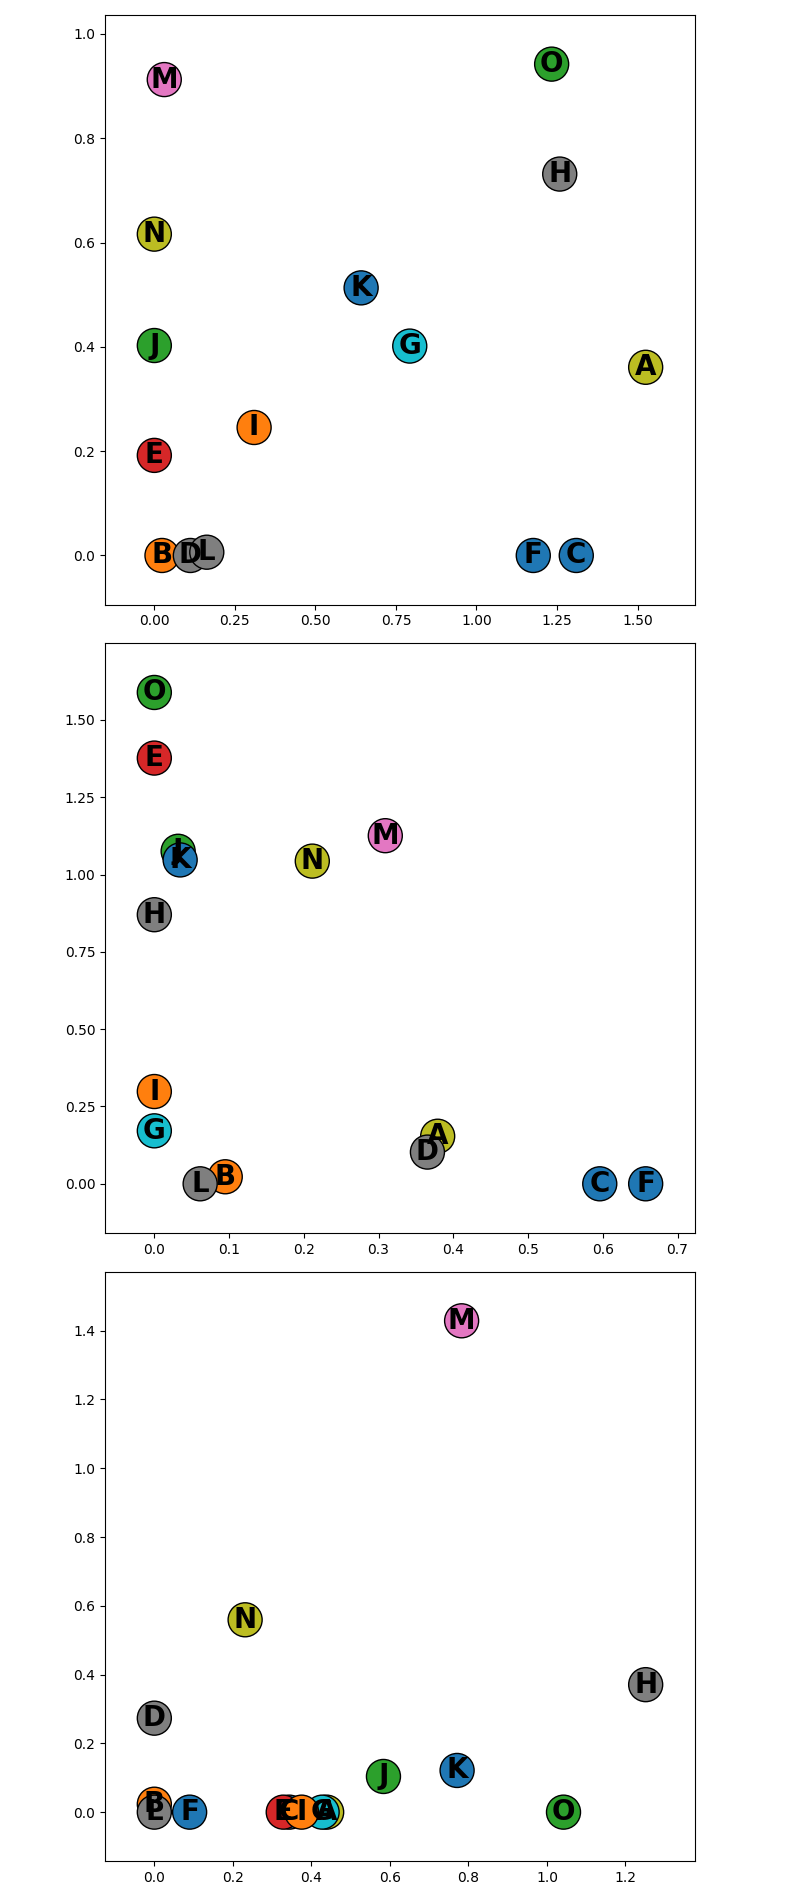 1.0
M
O
0.8
H
N
0.6
K
J
G
0.4
A
I
E
0.2
B D L
F C
0.0
0.00 0.25 0.50 0.75 1.00 1.25 1.50
O
1.50
E
1.25
J
K
N
M
1.00
H
0.75
0.50
I
0.25
G
A
D
B
L
C F
0.00
0.0 0.1 0.2 0.3 0.4 0.5 0.6 0.7
M
1.4
1.2
1.0
0.8
N
0.6
0.4
H
D
0.2
J
K
B
L F E C I G A O
0.0
0.0 0.2 0.4 0.6 0.8 1.0 1.2